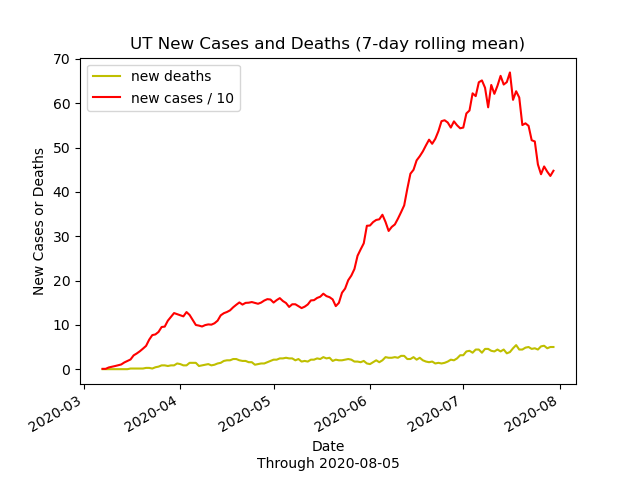 UT New Cases and Deaths (7-day rolling mean)
new deaths
new cases / 10
70
60
50
40
30
20
10
0
New Cases or Deaths
2020-03
2020-04
2020-05
2020-06
2020-07
2020-08
Date
Through 2020-08-05